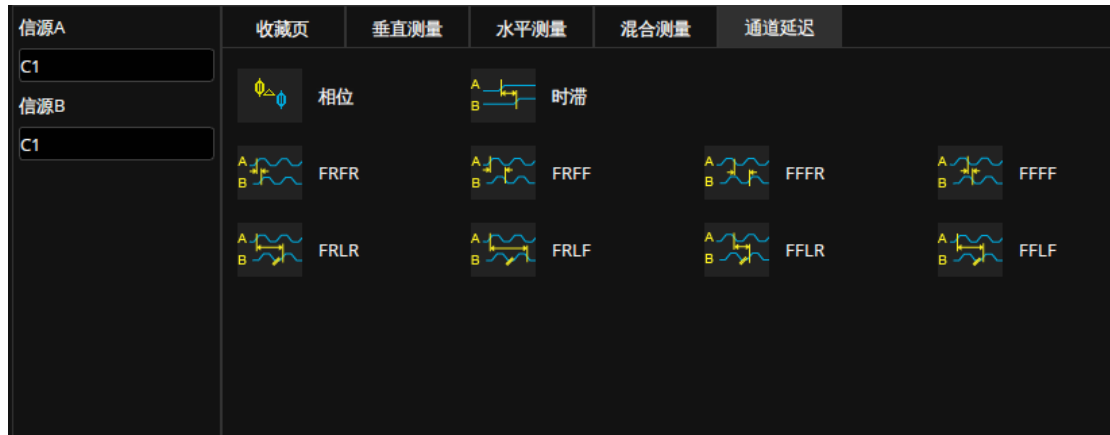 信源A
C1
信源B
C1
收藏页 垂直测量 水平测量 混合测量 通道延迟
相位 A B 时滞
A B FRFR A B FRFF A B FFFR A B FFFF
A B FRLR A B FRLF A B FFLR A B FFLF